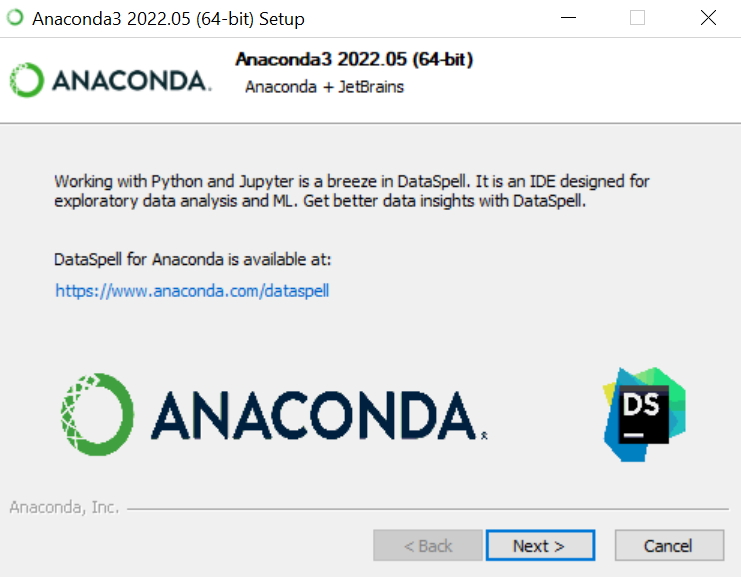 Anaconda3 2022.05 (64-bit) Setup
ANACONDA.
Anaconda3 2022.05 (64-bit)
Anaconda + JetBrains
Working with Python and Jupyter is a breeze in DataSpell. It is an IDE designed for
exploratory data analysis and ML. Get better data insights with DataSpell.
DataSpell for Anaconda is available at:
https://www.anaconda.com/dataspell
ANACONDA.
DS
Anaconda, Inc.
< Back
Next >
Cancel